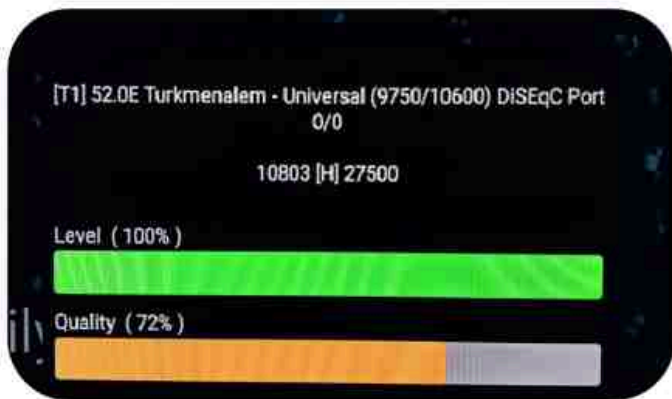 [T1] 52.0E Turkmenalem - Universal (9750/10600) DiSEqC Port
0/0
10803 [H] 27500
Level ( 100% )
Quality ( 72% )